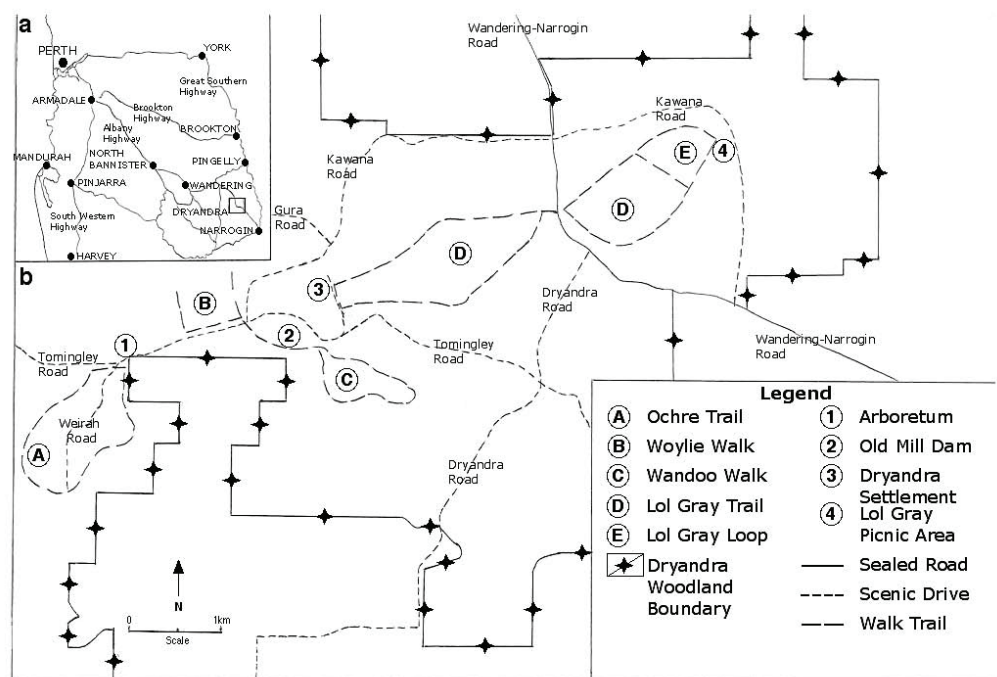 a
PERTH
YORK
Great Southern
Highway
ARMADALE
Brookton
Highway
Albany
Highway
BROOKTON
MANDURAH
NORTH
BANNISTER
PINGELLY
PINJARRA
WANDERING
DRYANDRA
South Western
Highway
NARROGIN
HARVEY
b
Wandering-Narrogin
Road
Kawana
Road
Kawana
Road
E
4
D
Gura
Road
D
3
B
Dryandra
Road
2
1
Tomingley
Road
Tomingley
Road
Wandering-Narrogin
Road
C
Weirah
Road
A
Dryandra
Road
N
0 1km
Scale
Legend
A Ochre Trail
B Woylie Walk
C Wandoo Walk
D Lol Gray Trail
E Lol Gray Loop
Dryandra
Woodland
Boundary
1 Arboretum
2 Old Mill Dam
3 Dryandra
Settlement
4 Lol Gray
Picnic Area
Sealed Road
Scenic Drive
Walk Trail